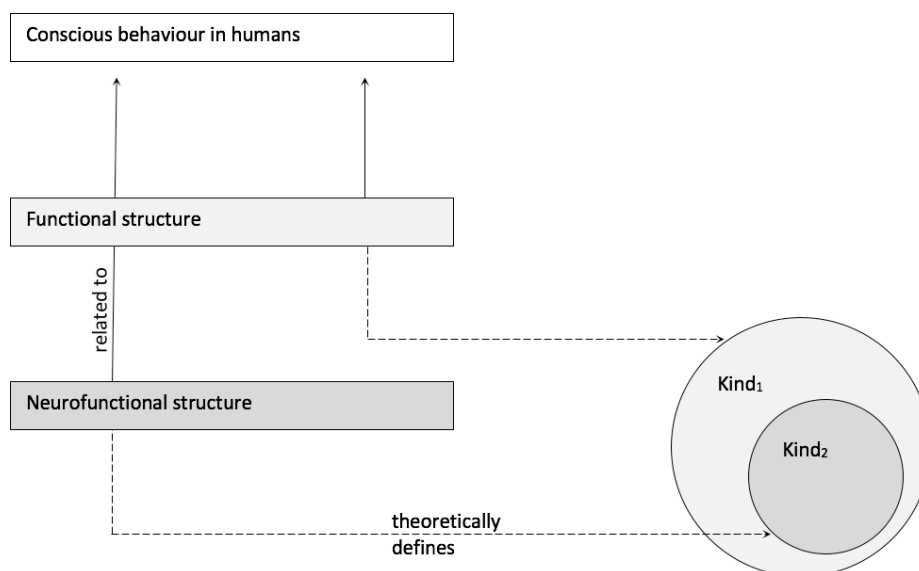 Conscious behaviour in humans
Functional structure
related to
Neurofunctional structure
Kind₁
Kind₂
theoretically
defines